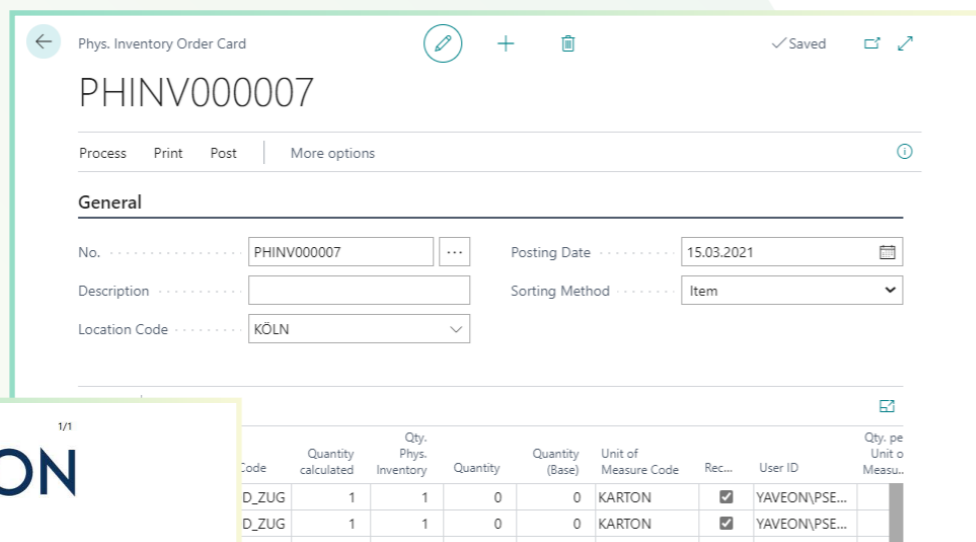 Phys. Inventory Order Card
Saved
PHINV000007
Process Print Post More options
General
No. PHINV000007 ...
Posting Date 15.03.2021
Description
Sorting Method Item
Location Code KÖLN
1/1
ON
Code Quantity calculated Qty. Phys. Inventory Quantity Quantity (Base) Unit of Measure Code Rec... User ID Qty. pe Unit o Measu..
D_ZUG 1 1 0 0 KARTON YAVEON\PSE...
D_ZUG 1 1 0 0 KARTON YAVEON\PSE...